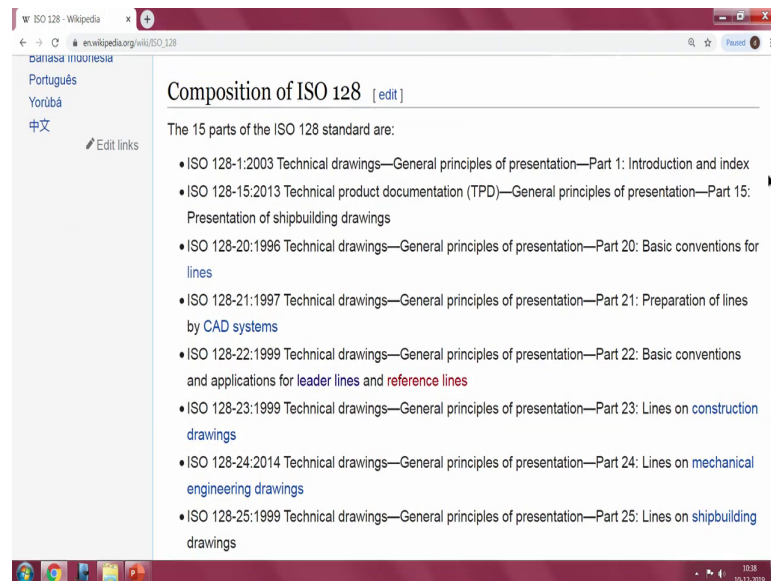 W ISO 128 - Wikipedia
en.wikipedia.org/wiki/ISO_128
Paused
Bahasa Indonesia
Português
Yorùbá
中文
Edit links
Composition of ISO 128 [ edit ]
The 15 parts of the ISO 128 standard are:
• ISO 128-1:2003 Technical drawings—General principles of presentation—Part 1: Introduction and index
• ISO 128-15:2013 Technical product documentation (TPD)—General principles of presentation—Part 15:
Presentation of shipbuilding drawings
• ISO 128-20:1996 Technical drawings—General principles of presentation—Part 20: Basic conventions for
lines
• ISO 128-21:1997 Technical drawings—General principles of presentation—Part 21: Preparation of lines
by CAD systems
• ISO 128-22:1999 Technical drawings—General principles of presentation—Part 22: Basic conventions
and applications for leader lines and reference lines
• ISO 128-23:1999 Technical drawings—General principles of presentation—Part 23: Lines on construction
drawings
• ISO 128-24:2014 Technical drawings—General principles of presentation—Part 24: Lines on mechanical
engineering drawings
• ISO 128-25:1999 Technical drawings—General principles of presentation—Part 25: Lines on shipbuilding
drawings
10:38
10-12-2019